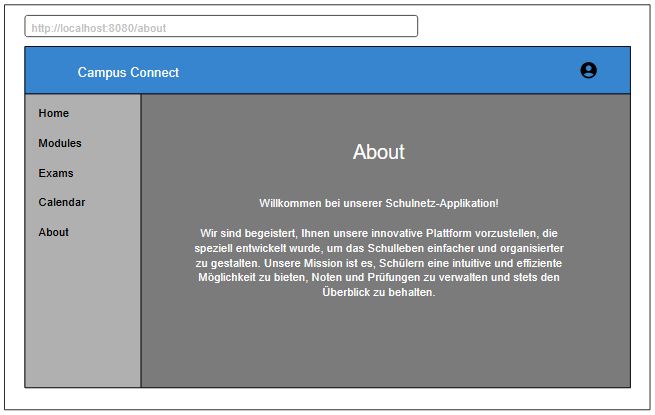 http://localhost:8080/about
Campus Connect
Home
Modules
Exams
Calendar
About
About
Willkommen bei unserer Schulnetz-Applikation!
Wir sind begeistert, Ihnen unsere innovative Plattform vorzustellen, die
speziell entwickelt wurde, um das Schulleben einfacher und organisierter
zu gestalten. Unsere Mission ist es, Schülern eine intuitive und effiziente
Möglichkeit zu bieten, Noten und Prüfungen zu verwalten und stets den
Überblick zu behalten.